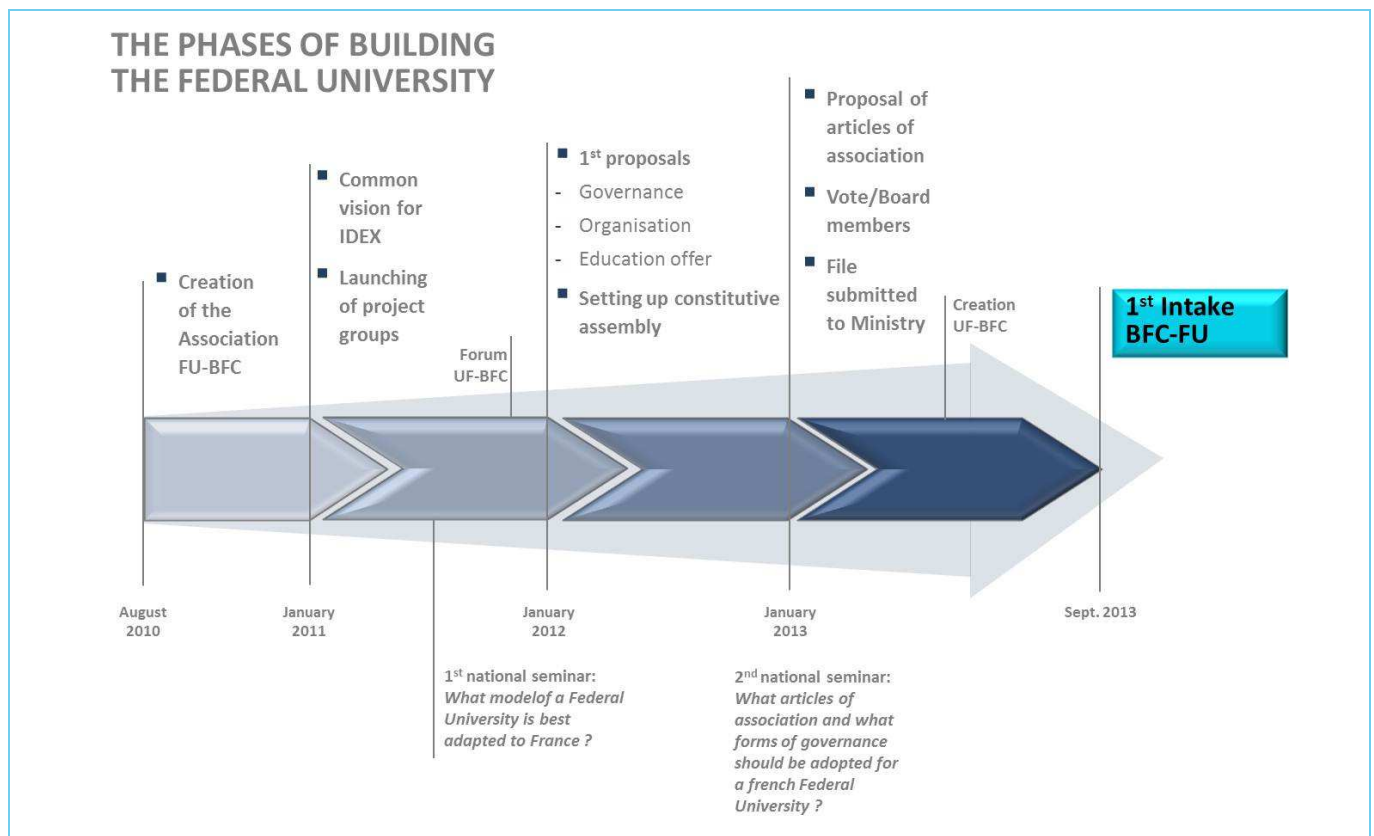 THE PHASES OF BUILDING
THE FEDERAL UNIVERSITY
Creation
of the
Association
FU-BFC
Common
vision for
IDEX
Launching
of project
groups
Forum
UF-BFC
1st proposals
- Governance
- Organisation
- Education offer
Setting up constitutive
assembly
Proposal of
articles of
association
Vote/Board
members
File
submitted
to Ministry
Creation
UF-BFC
1st Intake
BFC-FU
August
2010
January
2011
January
2012
January
2013
Sept. 2013
1st national seminar:
What modelof a Federal
University is best
adapted to France ?
2nd national seminar:
What articles of
association and what
forms of governance
should be adopted for
a french Federal
University ?